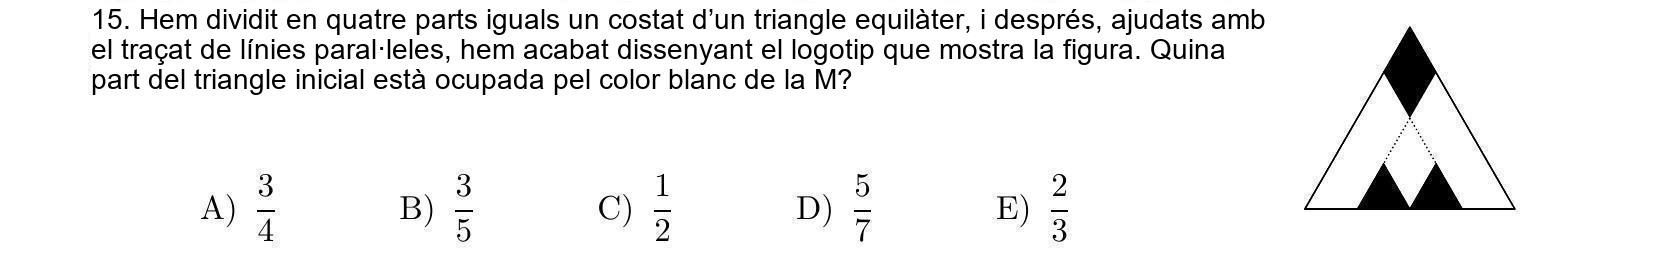 15. Hem dividit en quatre parts iguals un costat d’un triangle equilàter, i després, ajudats amb
el traçat de línies paral·leles, hem acabat dissenyant el logotip que mostra la figura. Quina
part del triangle inicial està ocupada pel color blanc de la M?
A) 3/4 B) 3/5 C) 1/2 D) 5/7 E) 2/3